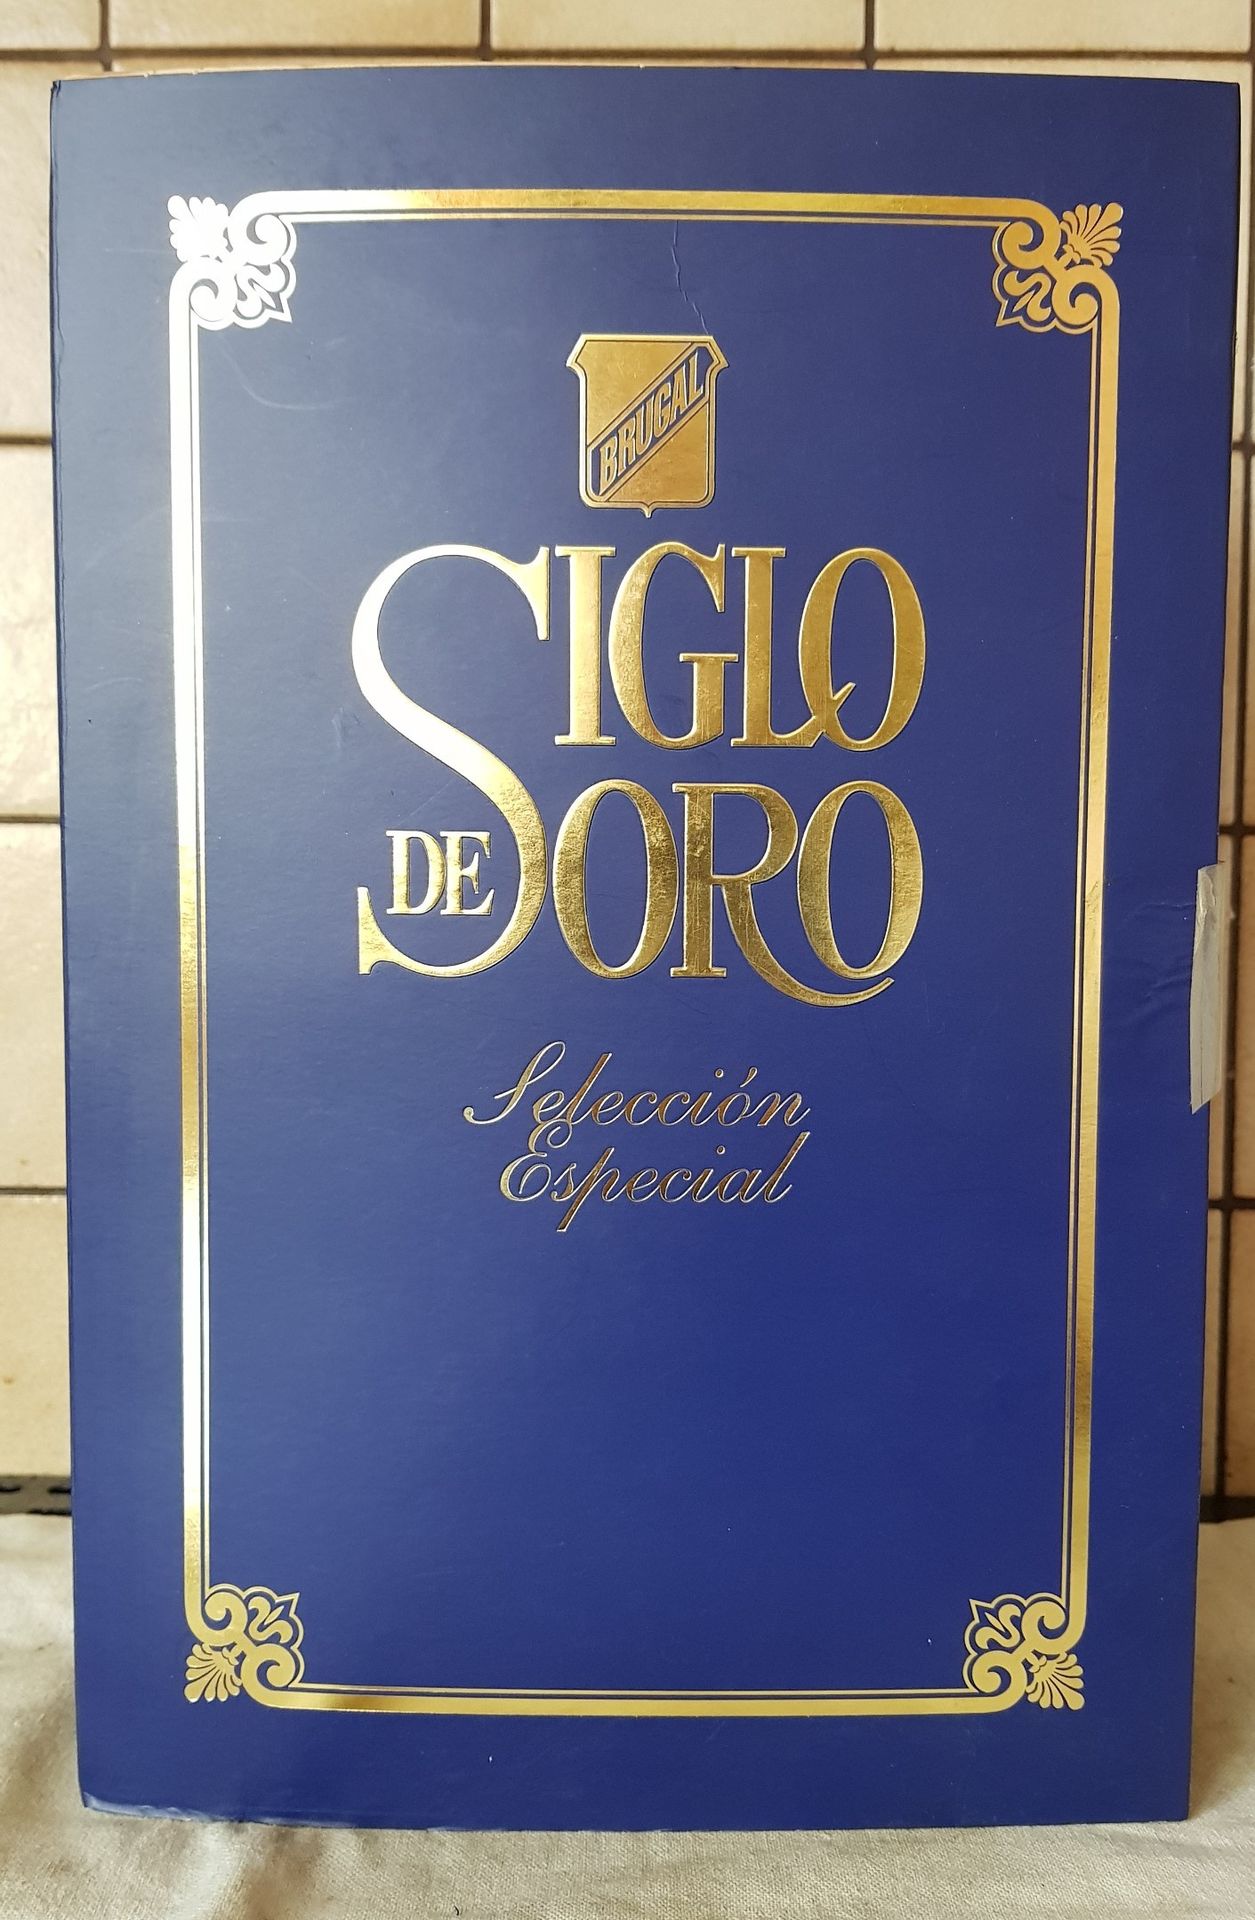 BRUGAL
SIGLO
DE ORO
Selección
Especial